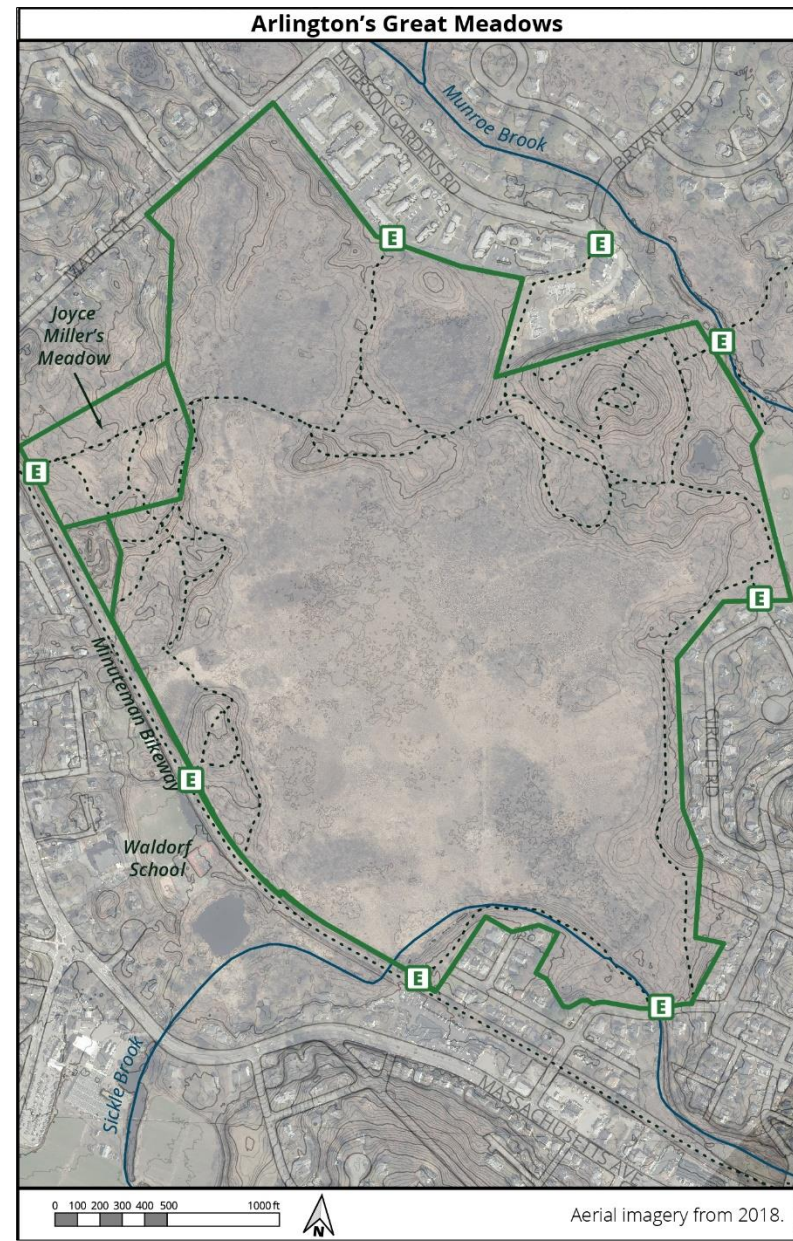 Arlington's Great Meadows
EMERSON GARDENS RD
Munroe Brook
BRYANT RD
MAPLE ST
E
E
Joyce
Miller's
Meadow
E
E
E
Minuteman Bikeway
CIRCLE RD
E
Waldorf
School
E
E
Sickle Brook
MASSACHUSETTS AVE
0 100 200 300 400 500 1000 ft
N
Aerial imagery from 2018.